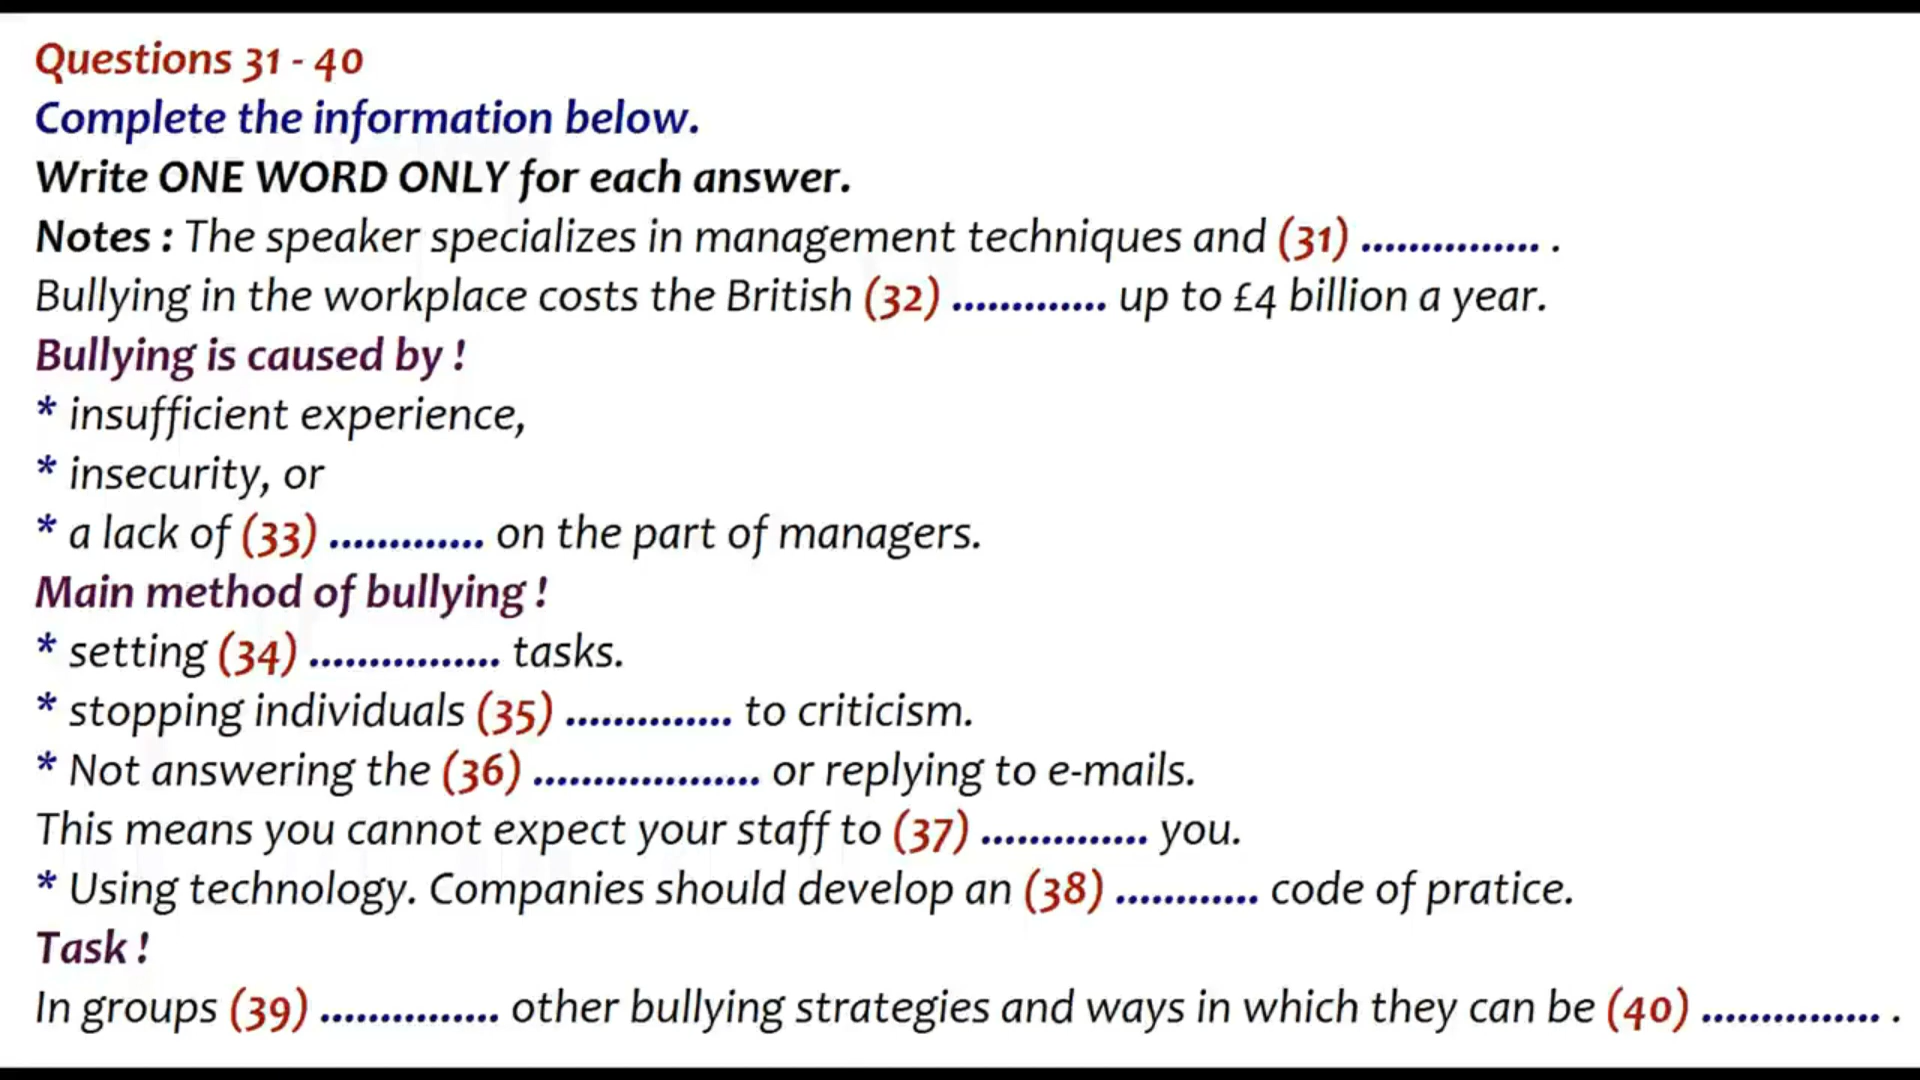 Questions 31 - 40
Complete the information below.
Write ONE WORD ONLY for each answer.
Notes : The speaker specializes in management techniques and (31) ............... .
Bullying in the workplace costs the British (32) ............. up to £4 billion a year.
Bullying is caused by !
* insufficient experience,
* insecurity, or
* a lack of (33) ............. on the part of managers.
Main method of bullying !
* setting (34) ................ tasks.
* stopping individuals (35) .............. to criticism.
* Not answering the (36) ................... or replying to e-mails.
This means you cannot expect your staff to (37) .............. you.
* Using technology. Companies should develop an (38) ............ code of pratice.
Task !
In groups (39) ............... other bullying strategies and ways in which they can be (40) ............... .